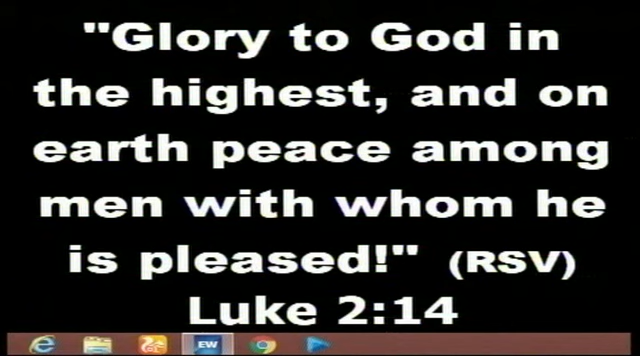 "Glory to God in
the highest, and on
earth peace among
men with whom he
is pleased!" (RSV)
Luke 2:14
EW